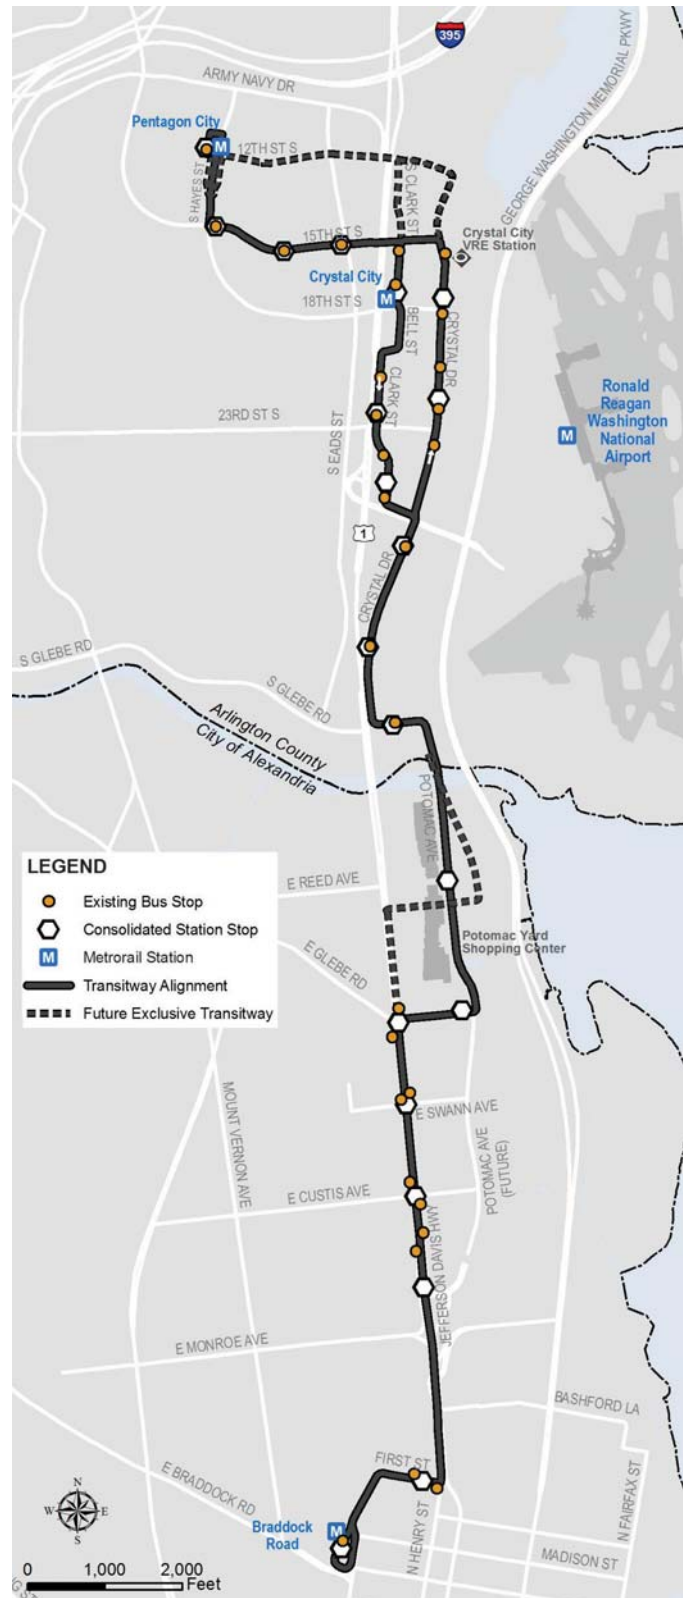 395
ARMY NAVY DR
GEORGE WASHINGTON MEMORIAL PKWY
Pentagon City
M
12TH ST S
S HAYES ST
S CLARK ST
15TH ST S
Crystal City
VRE Station
Crystal City
M
18TH ST S
BELL ST
CRYSTAL DR
CLARK ST
23RD ST S
S EADS ST
Ronald
Reagan
Washington
National
Airport
M
1
CRYSTAL DR
S GLEBE RD
S GLEBE RD
Arlington County
City of Alexandria
POTOMAC AVE
LEGEND
Existing Bus Stop
Consolidated Station Stop
M
Metrorail Station
Transitway Alignment
Future Exclusive Transitway
E REED AVE
E GLEBE RD
Potomac Yard
Shopping Center
MOUNT VERNON AVE
E SWANN AVE
POTOMAC AVE
(FUTURE)
E CUSTIS AVE
JEFFERSON DAVIS HWY
E MONROE AVE
BASHFORD LA
FIRST ST
E BRADDOCK RD
N FAIRFAX ST
N HENRY ST
Braddock
Road
M
MADISON ST
N
W
E
S
0 1,000 2,000
Feet